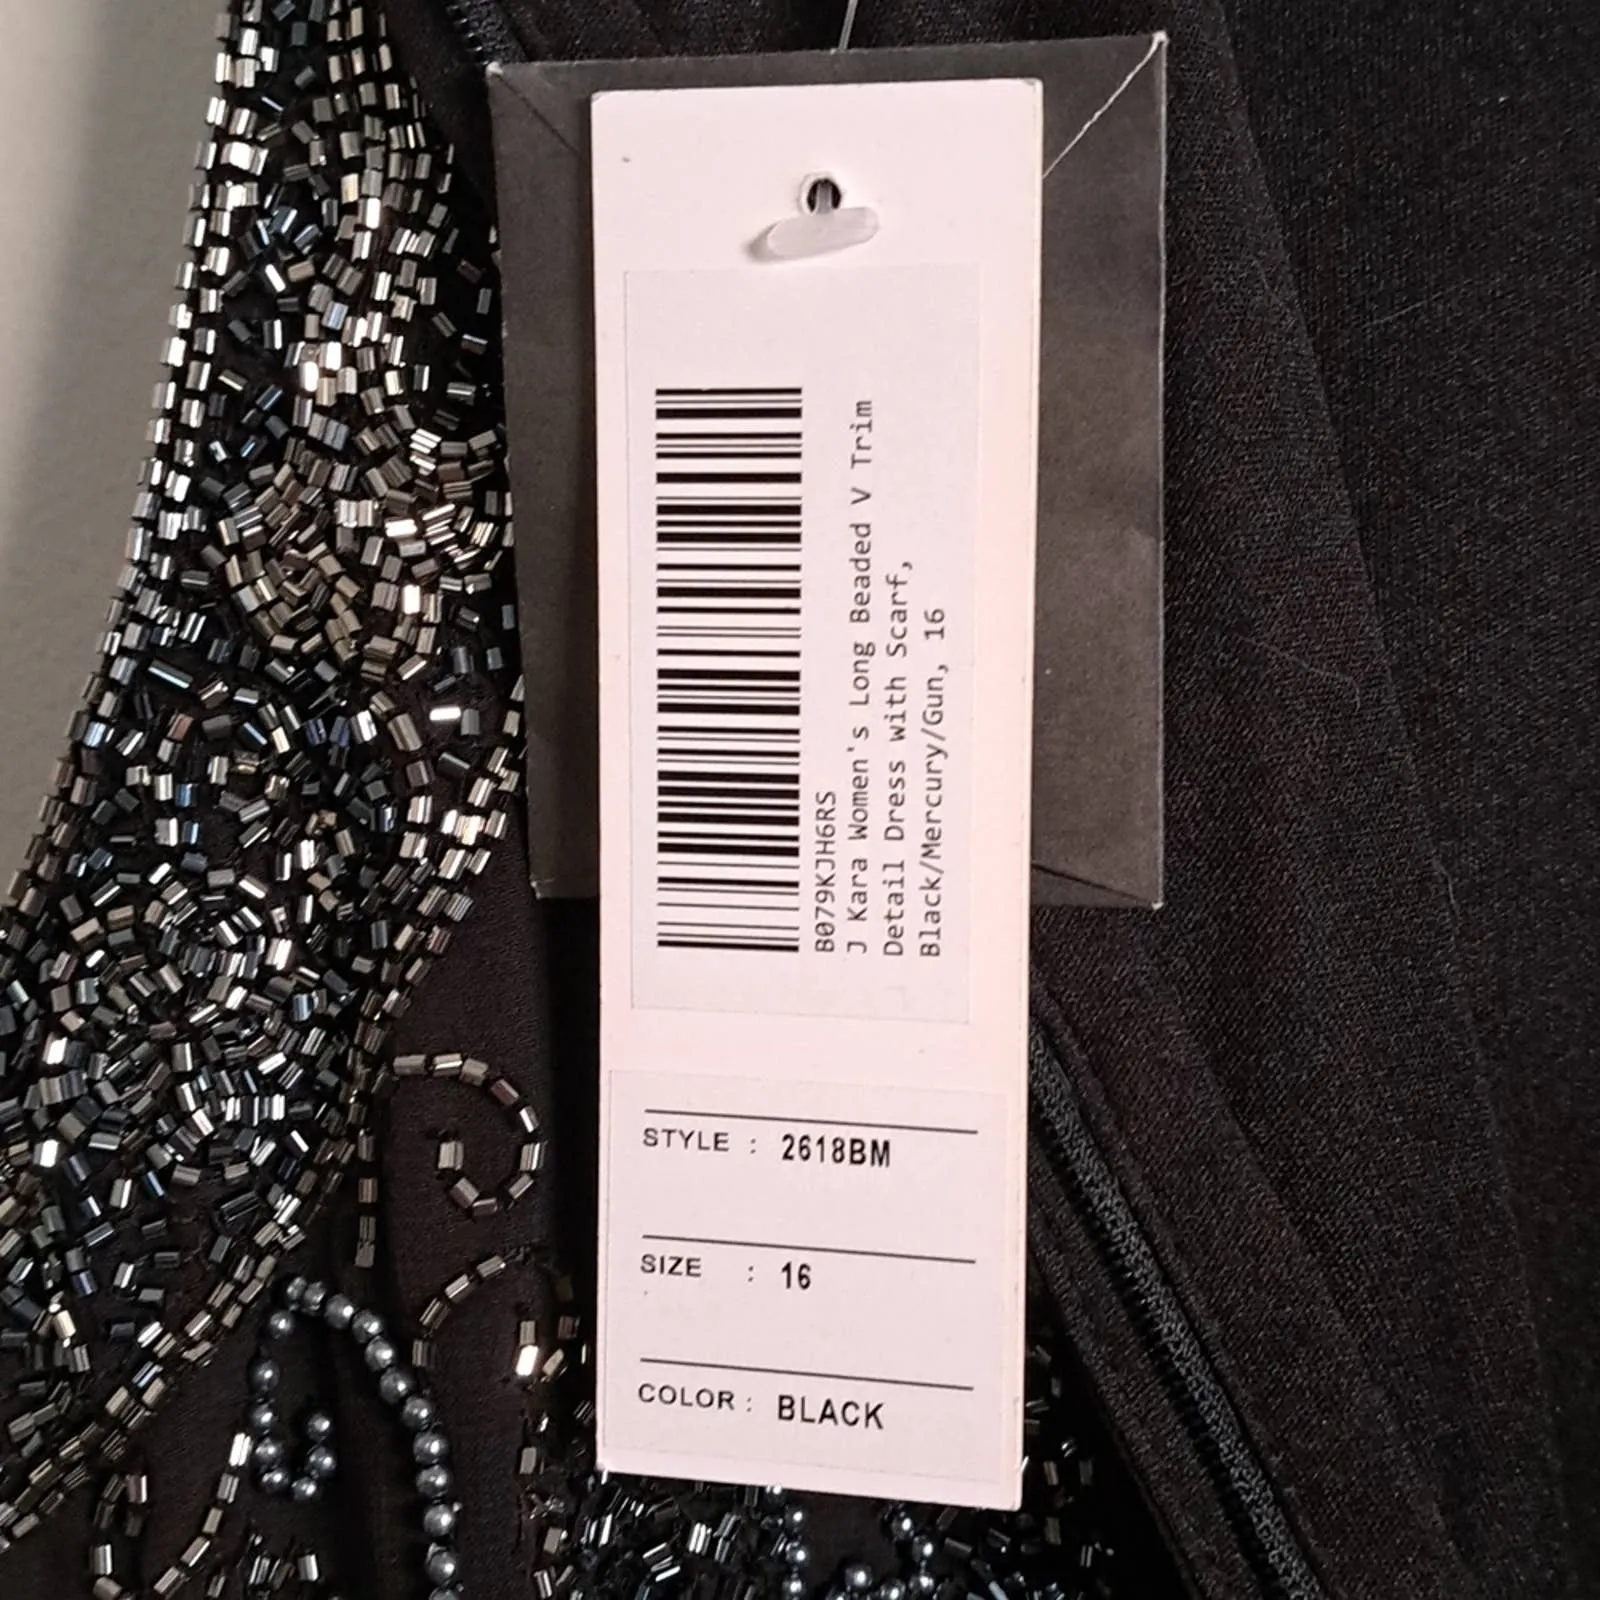 B079KJH6RS
J Kara Women's Long Beaded V Trim
Detail Dress with Scarf,
Black/Mercury/Gun, 16
STYLE : 2618BM
SIZE : 16
COLOR : BLACK